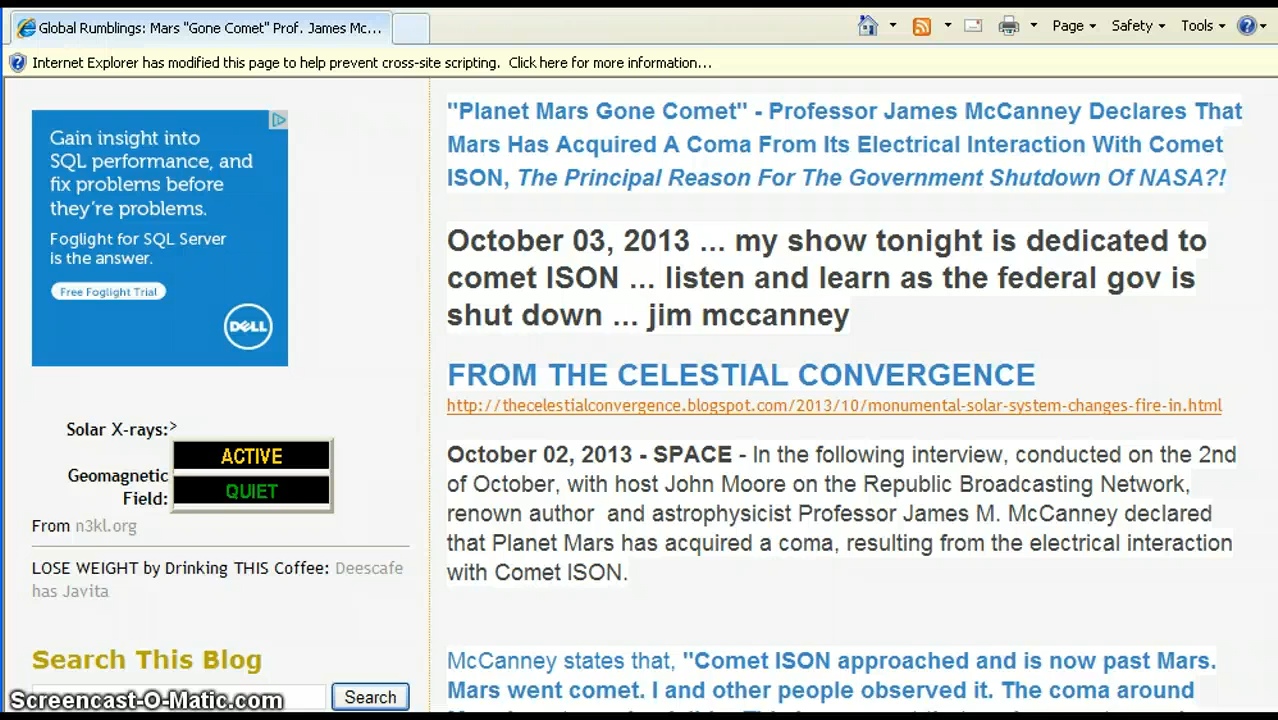 Global Rumblings: Mars "Gone Comet" Prof. James Mc...
Page
Safety
Tools
Internet Explorer has modified this page to help prevent cross-site scripting. Click here for more information...
Gain insight into
SQL performance, and
fix problems before
they're problems.
Foglight for SQL Server
is the answer.
Free Foglight Trial
DELL
Solar X-rays:>
ACTIVE
Geomagnetic
Field:
QUIET
From n3kl.org
LOSE WEIGHT by Drinking THIS Coffee: Deescafe
has Javita
Search This Blog
Search
Screencast-O-Matic.com
"Planet Mars Gone Comet" - Professor James McCanney Declares That
Mars Has Acquired A Coma From Its Electrical Interaction With Comet
ISON, The Principal Reason For The Government Shutdown Of NASA?!
October 03, 2013 ... my show tonight is dedicated to
comet ISON ... listen and learn as the federal gov is
shut down ... jim mccanney
FROM THE CELESTIAL CONVERGENCE
http://thecelestialconvergence.blogspot.com/2013/10/monumental-solar-system-changes-fire-in.html
October 02, 2013 - SPACE - In the following interview, conducted on the 2nd
of October, with host John Moore on the Republic Broadcasting Network,
renown author and astrophysicist Professor James M. McCanney declared
that Planet Mars has acquired a coma, resulting from the electrical interaction
with Comet ISON.
McCanney states that, "Comet ISON approached and is now past Mars.
Mars went comet. I and other people observed it. The coma around